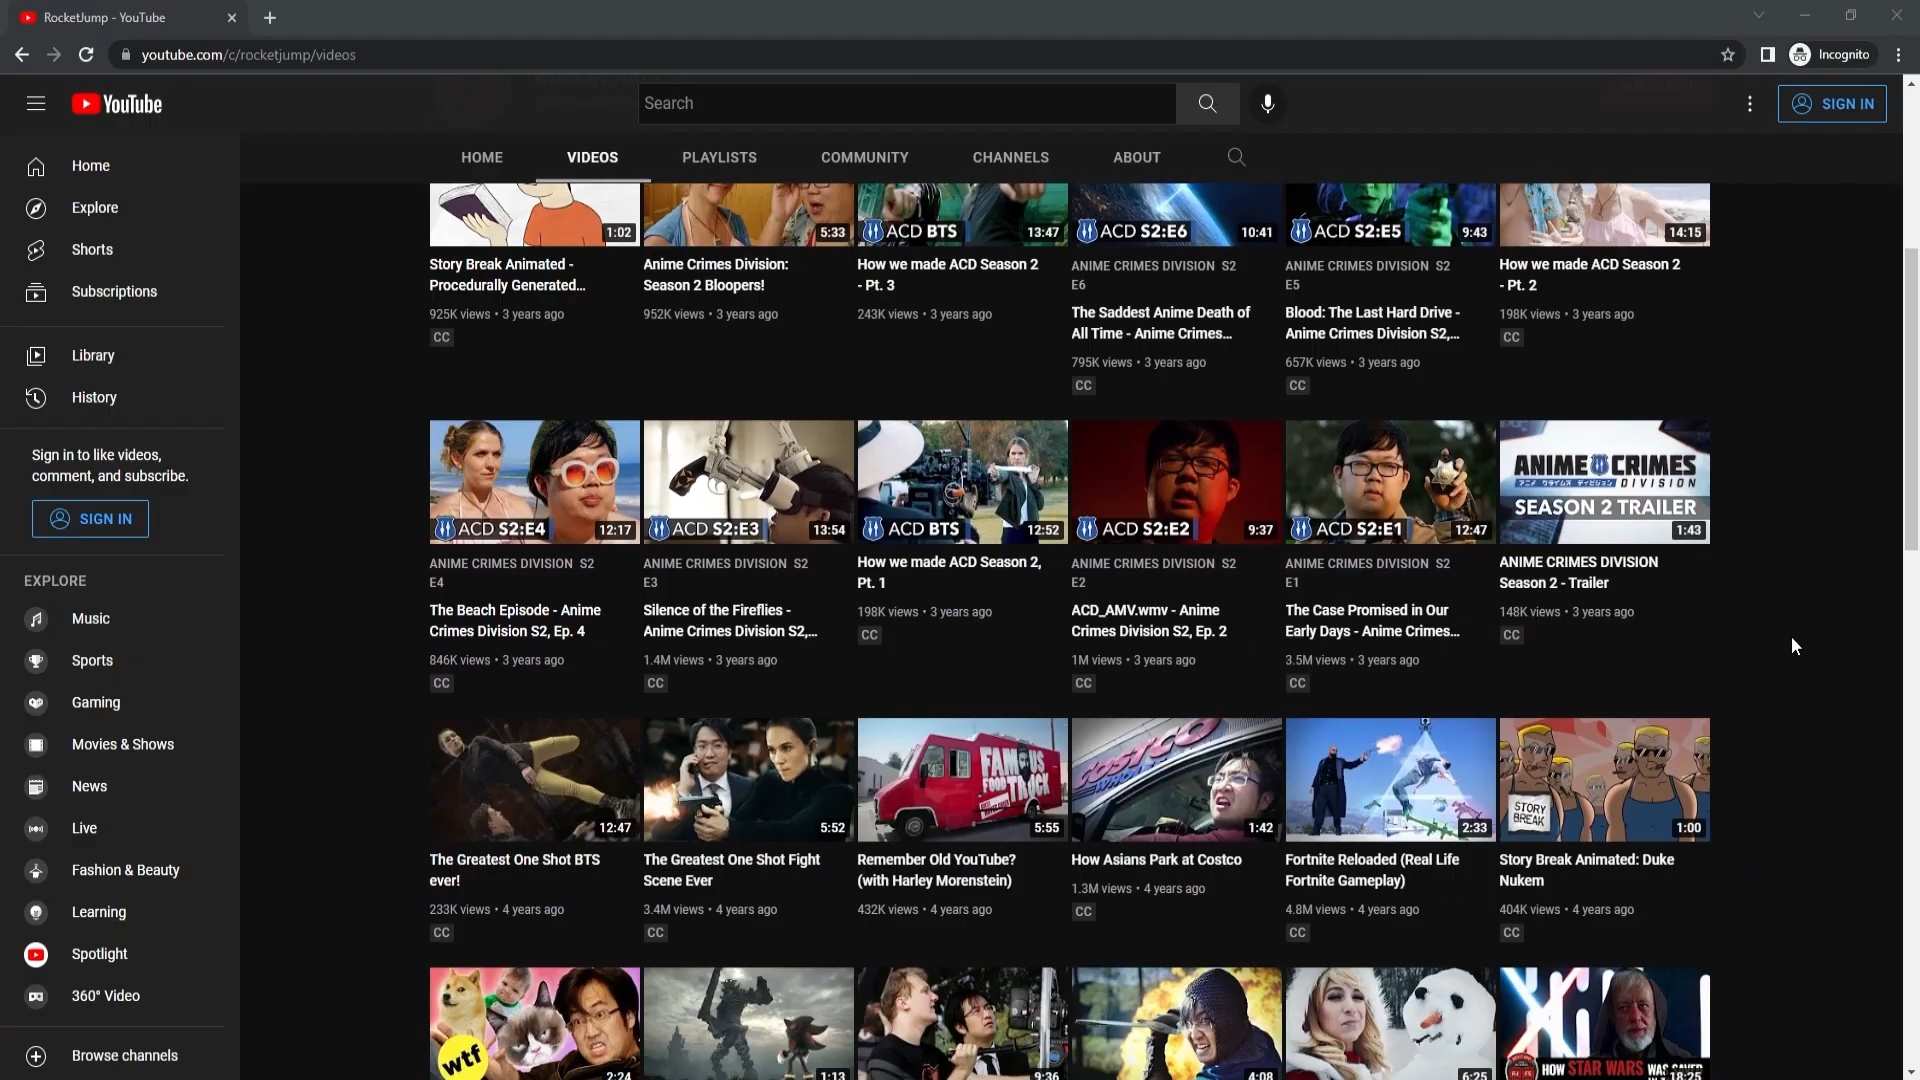 RocketJump - YouTube
youtube.com/c/rocketjump/videos
Incognito
YouTube
Search
SIGN IN
HOME
VIDEOS
PLAYLISTS
COMMUNITY
CHANNELS
ABOUT
Home
Explore
Shorts
Subscriptions
Library
History
Sign in to like videos,
comment, and subscribe.
SIGN IN
EXPLORE
Music
Sports
Gaming
Movies & Shows
News
Live
Fashion & Beauty
Learning
Spotlight
360° Video
Browse channels
1:02
Story Break Animated -
Procedurally Generated...
925K views • 3 years ago
CC
5:33
Anime Crimes Division:
Season 2 Bloopers!
952K views • 3 years ago
ACD BTS
13:47
How we made ACD Season 2
- Pt. 3
243K views • 3 years ago
ACD S2:E6
10:41
ANIME CRIMES DIVISION S2
E6
The Saddest Anime Death of
All Time - Anime Crimes...
795K views • 3 years ago
CC
ACD S2:E5
9:43
ANIME CRIMES DIVISION S2
E5
Blood: The Last Hard Drive -
Anime Crimes Division S2,...
657K views • 3 years ago
CC
14:15
How we made ACD Season 2
- Pt. 2
198K views • 3 years ago
CC
ACD S2:E4
12:17
ANIME CRIMES DIVISION S2
E4
The Beach Episode - Anime
Crimes Division S2, Ep. 4
846K views • 3 years ago
CC
ACD S2:E3
13:54
ANIME CRIMES DIVISION S2
E3
Silence of the Fireflies -
Anime Crimes Division S2,...
1.4M views • 3 years ago
CC
ACD BTS
12:52
How we made ACD Season 2,
Pt. 1
198K views • 3 years ago
CC
ACD S2:E2
9:37
ANIME CRIMES DIVISION S2
E2
ACD_AMV.wmv - Anime
Crimes Division S2, Ep. 2
1M views • 3 years ago
CC
ACD S2:E1
12:47
ANIME CRIMES DIVISION S2
E1
The Case Promised in Our
Early Days - Anime Crimes...
3.5M views • 3 years ago
CC
ANIME CRIMES
DIVISION
SEASON 2 TRAILER
1:43
ANIME CRIMES DIVISION
Season 2 - Trailer
148K views • 3 years ago
CC
12:47
The Greatest One Shot BTS
ever!
233K views • 4 years ago
CC
5:52
The Greatest One Shot Fight
Scene Ever
3.4M views • 4 years ago
CC
FAMOUS
FOOD TRUCK
5:55
Remember Old YouTube?
(with Harley Morenstein)
432K views • 4 years ago
COSTCO
WHOLESALE
1:42
How Asians Park at Costco
1.3M views • 4 years ago
CC
2:33
Fortnite Reloaded (Real Life
Fortnite Gameplay)
4.8M views • 4 years ago
CC
STORY
BREAK
1:00
Story Break Animated: Duke
Nukem
404K views • 4 years ago
CC
wtf
2:24
1:13
9:36
4:08
6:25
HOW STAR WARS WAS SAVED
18:25